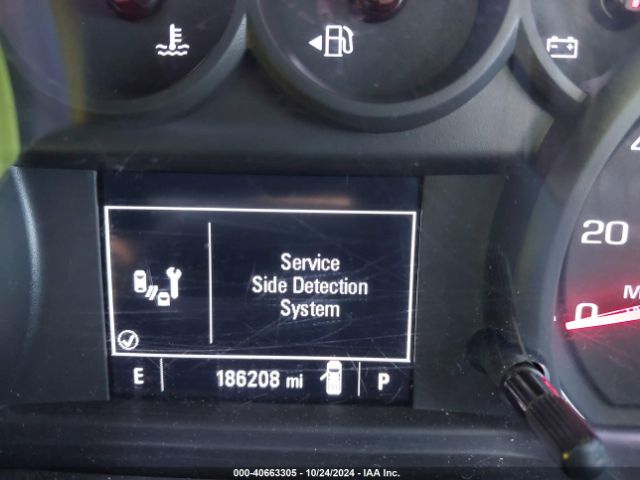 Service
Side Detection
System
E 186208 mi P
20
0
000-40663305 - 10/24/2024 - IAA Inc.